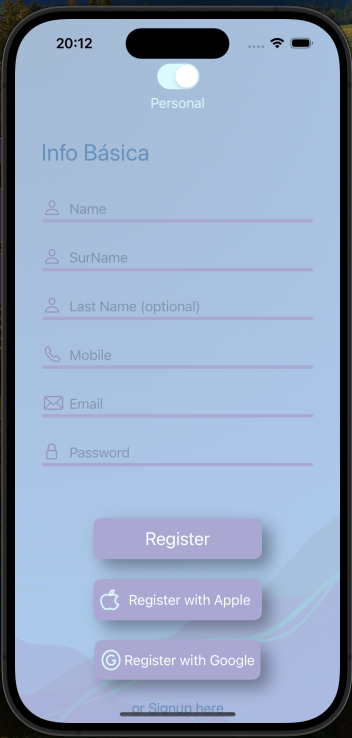 20:12
Personal
Info Básica
Name
SurName
Last Name (optional)
Mobile
Email
Password
Register
Register with Apple
G Register with Google
or Signup here